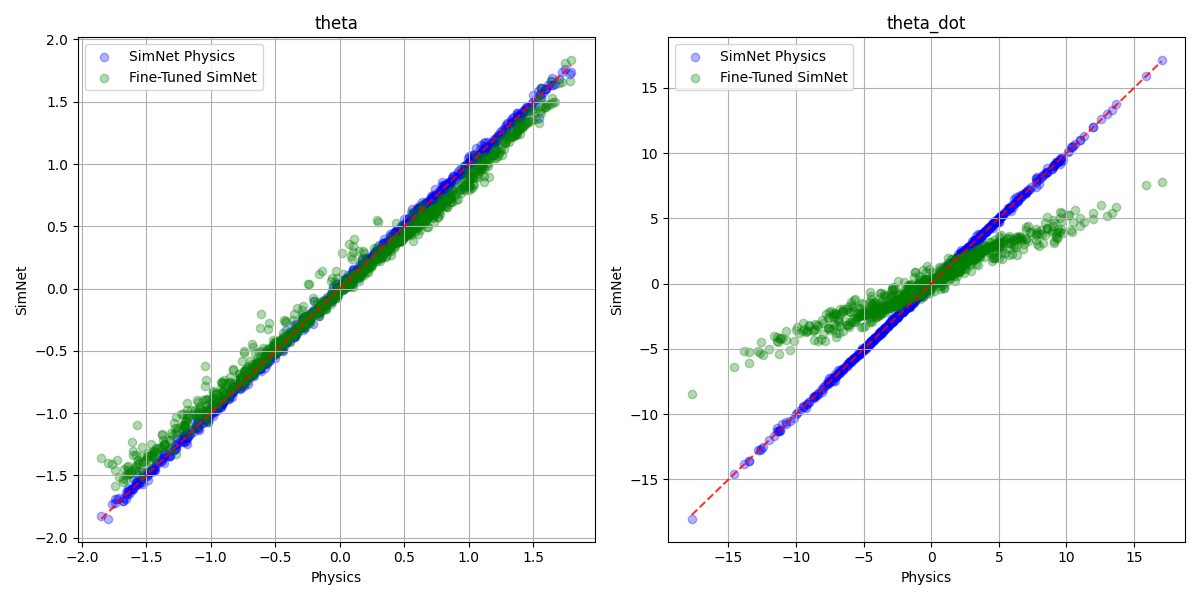 theta
SimNet Physics
Fine-Tuned SimNet
2.0
1.5
1.0
0.5
0.0
−0.5
−1.0
−1.5
−2.0
SimNet
−2.0 −1.5 −1.0 −0.5 0.0 0.5 1.0 1.5
Physics
theta_dot
SimNet Physics
Fine-Tuned SimNet
15
10
5
0
−5
−10
−15
SimNet
−15 −10 −5 0 5 10 15
Physics